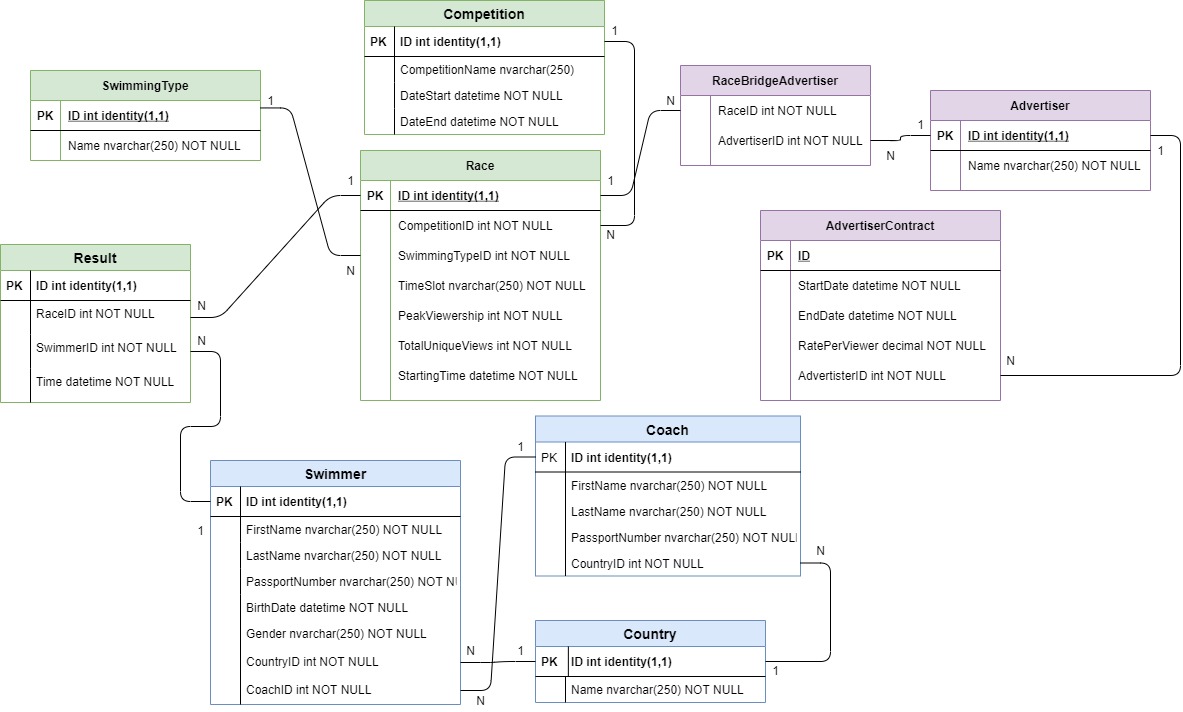 Competition
PK ID int identity(1,1)
CompetitionName nvarchar(250)
DateStart datetime NOT NULL
DateEnd datetime NOT NULL
1
SwimmingType
PK ID int identity(1,1)
Name nvarchar(250) NOT NULL
1
RaceBridgeAdvertiser
RaceID int NOT NULL
AdvertiserID int NOT NULL
N
N
Advertiser
PK ID int identity(1,1)
Name nvarchar(250) NOT NULL
1
1
Race
PK ID int identity(1,1)
CompetitionID int NOT NULL
SwimmingTypeID int NOT NULL
TimeSlot nvarchar(250) NOT NULL
PeakViewership int NOT NULL
TotalUniqueViews int NOT NULL
StartingTime datetime NOT NULL
1
1
N
N
AdvertiserContract
PK ID
StartDate datetime NOT NULL
EndDate datetime NOT NULL
RatePerViewer decimal NOT NULL
AdvertisterID int NOT NULL
N
Result
PK ID int identity(1,1)
RaceID int NOT NULL
SwimmerID int NOT NULL
Time datetime NOT NULL
N
N
Coach
PK ID int identity(1,1)
FirstName nvarchar(250) NOT NULL
LastName nvarchar(250) NOT NULL
PassportNumber nvarchar(250) NOT NULL
CountryID int NOT NULL
1
N
Swimmer
PK ID int identity(1,1)
FirstName nvarchar(250) NOT NULL
LastName nvarchar(250) NOT NULL
PassportNumber nvarchar(250) NOT NU
BirthDate datetime NOT NULL
Gender nvarchar(250) NOT NULL
CountryID int NOT NULL
CoachID int NOT NULL
1
N
N
Country
PK ID int identity(1,1)
Name nvarchar(250) NOT NULL
1
1